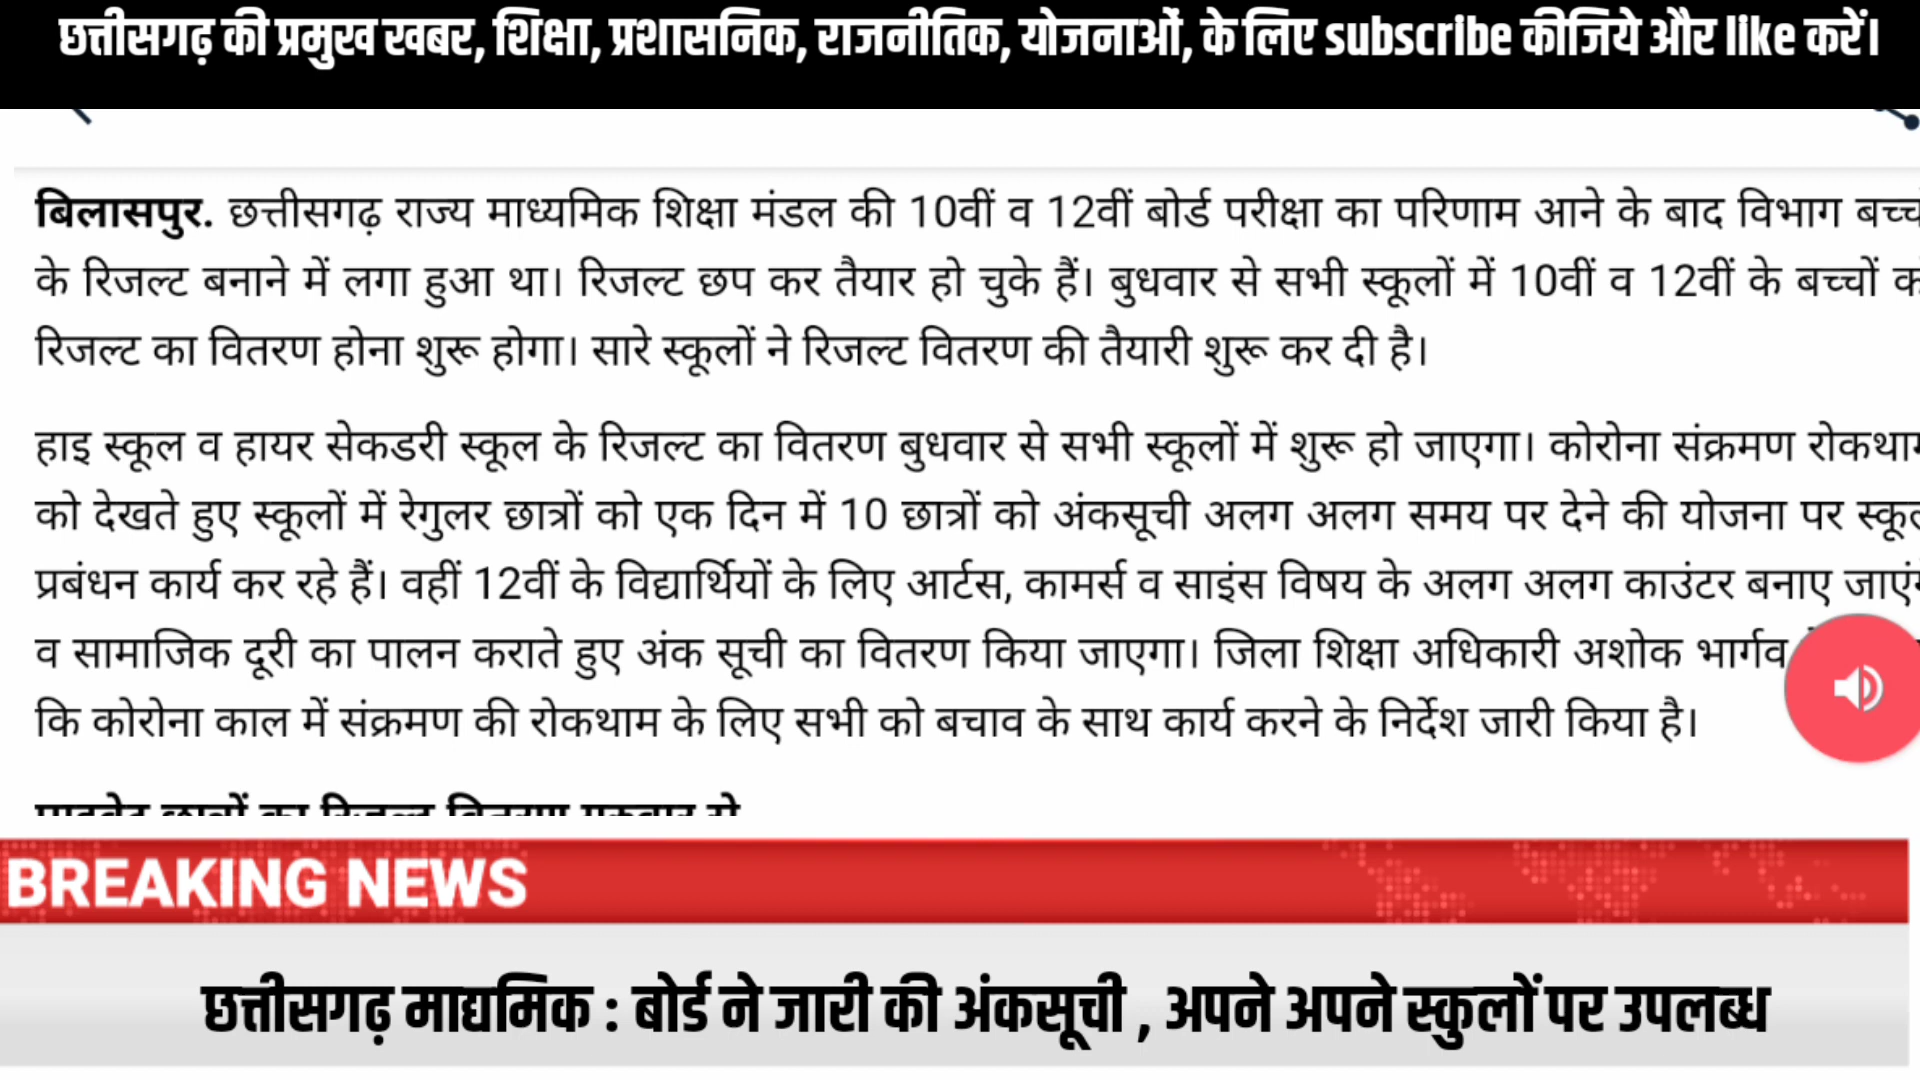 छत्तीसगढ़ की प्रमुख खबर, शिक्षा, प्रशासनिक, राजनीतिक, योजनाओं, के लिए subscribe कीजिये और like करें।
बिलासपुर. छत्तीसगढ़ राज्य माध्यमिक शिक्षा मंडल की 10वीं व 12वीं बोर्ड परीक्षा का परिणाम आने के बाद विभाग
के रिजल्ट बनाने में लगा हुआ था। रिजल्ट छप कर तैयार हो चुके हैं। बुधवार से सभी स्कूलों में 10वीं व 12वीं के बच्चों
रिजल्ट का वितरण होना शुरू होगा। सारे स्कूलों ने रिजल्ट वितरण की तैयारी शुरू कर दी है।
हाइ स्कूल व हायर सेकडरी स्कूल के रिजल्ट का वितरण बुधवार से सभी स्कूलों में शुरू हो जाएगा। कोरोना संक्रमण
को देखते हुए स्कूलों में रेगुलर छात्रों को एक दिन में 10 छात्रों को अंकसूची अलग अलग समय पर देने की योजना पर
प्रबंधन कार्य कर रहे हैं। वहीं 12वीं के विद्यार्थियों के लिए आर्टस, कामर्स व साइंस विषय के अलग अलग काउंटर बनाए
व सामाजिक दूरी का पालन कराते हुए अंक सूची का वितरण किया जाएगा। जिला शिक्षा अधिकारी अशोक भार्गव
कि कोरोना काल में संक्रमण की रोकथाम के लिए सभी को बचाव के साथ कार्य करने के निर्देश जारी किया है।
BREAKING NEWS
छत्तीसगढ़ माद्यमिक : बोर्ड ने जारी की अंकसूची , अपने अपने स्कुलों पर उपलब्ध